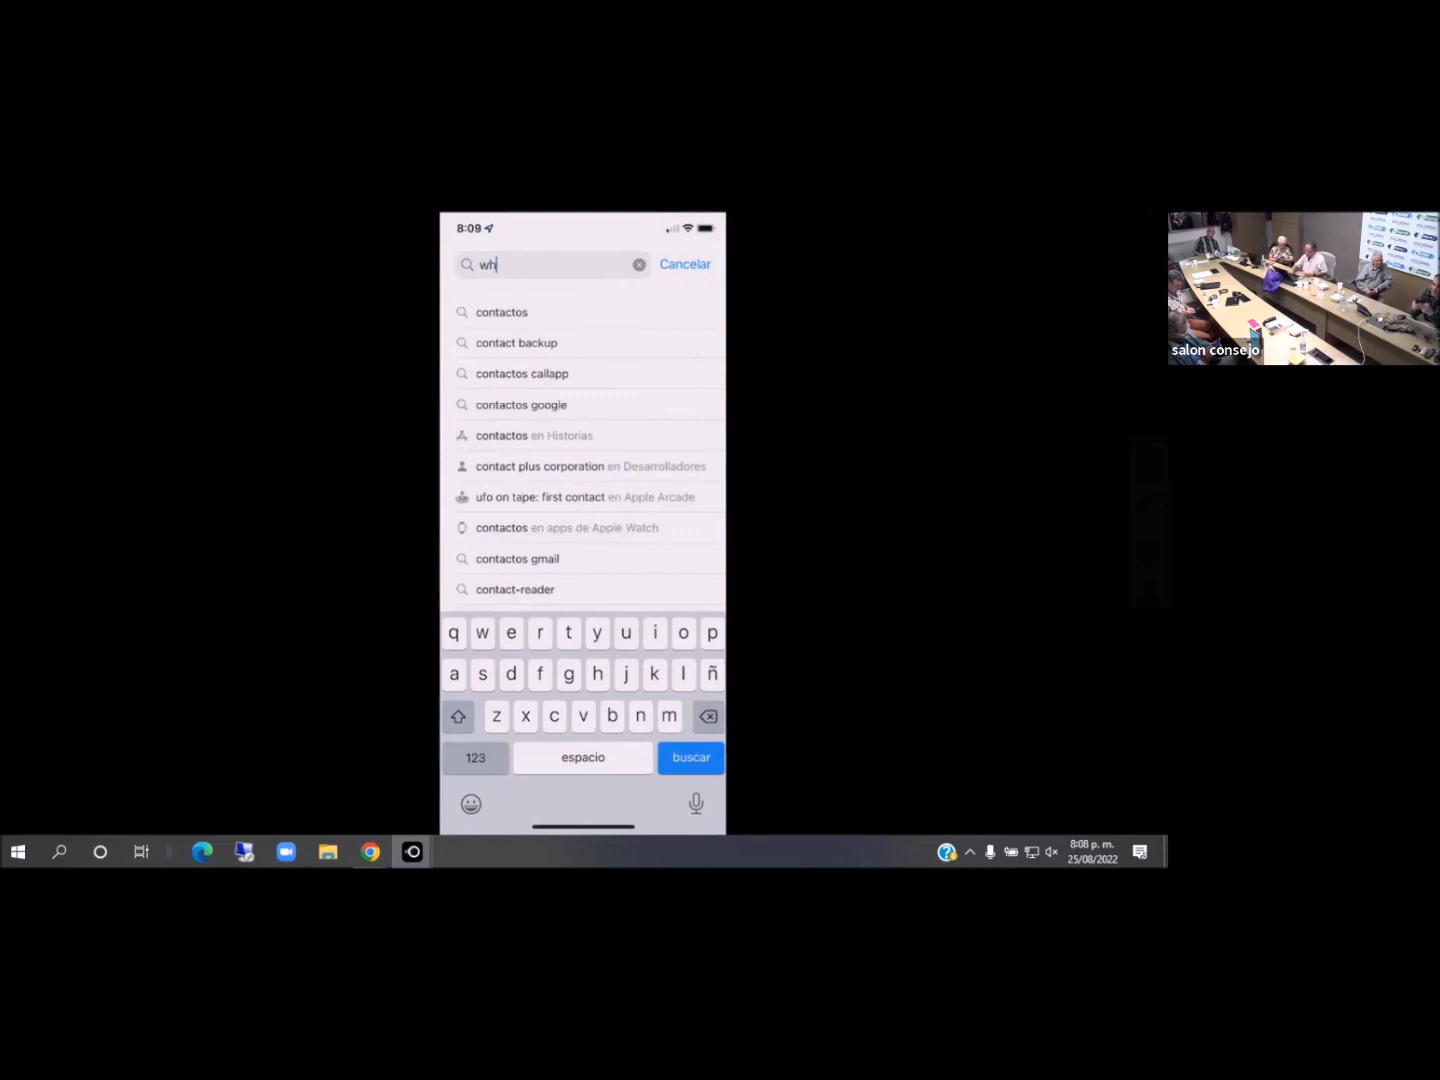 8:09
wh
Cancelar
contactos
contact backup
contactos callapp
contactos google
contactos en Historias
contact plus corporation en Desarrolladores
ufo on tape: first contact en Apple Arcade
contactos en apps de Apple Watch
contactos gmail
contact-reader
q w e r t y u i o p
a s d f g h j k l ñ
z x c v b n m
123 espacio buscar
salon consejo
8:08 p. m.
25/08/2022